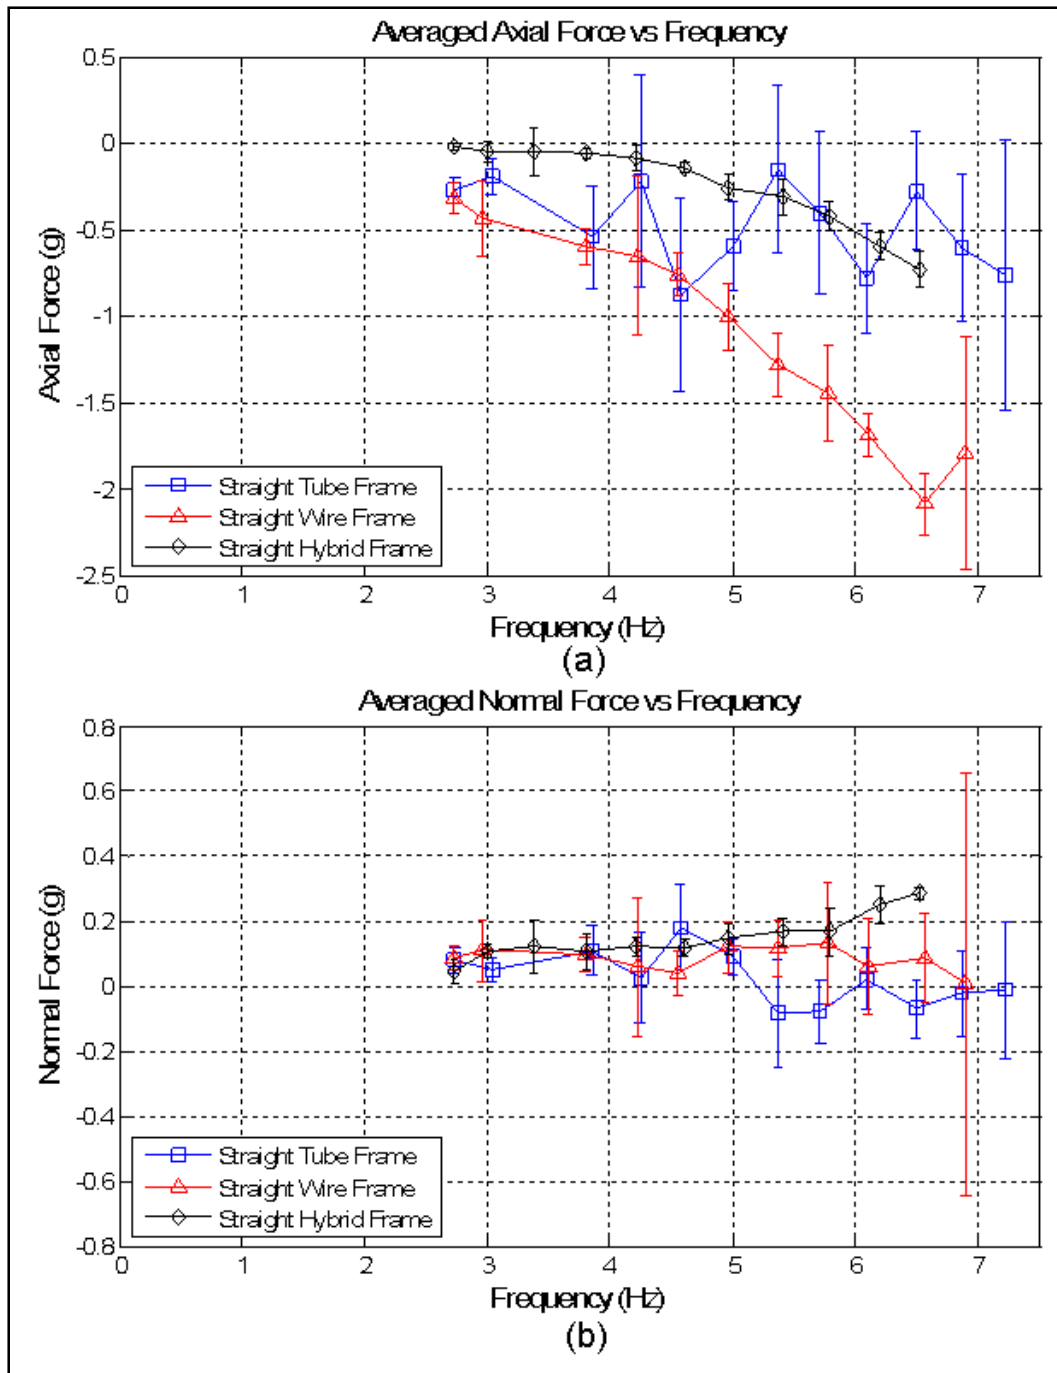 Averaged Axial Force vs Frequency
0.5
0
-0.5
-1
-1.5
-2
-2.5
Axial Force (g)
Straight Tube Frame
Straight Wire Frame
Straight Hybrid Frame
0 1 2 3 4 5 6 7
Frequency (Hz)
(a)
Averaged Normal Force vs Frequency
0.8
0.6
0.4
0.2
0
-0.2
-0.4
-0.6
-0.8
Normal Force (g)
Straight Tube Frame
Straight Wire Frame
Straight Hybrid Frame
0 1 2 3 4 5 6 7
Frequency (Hz)
(b)